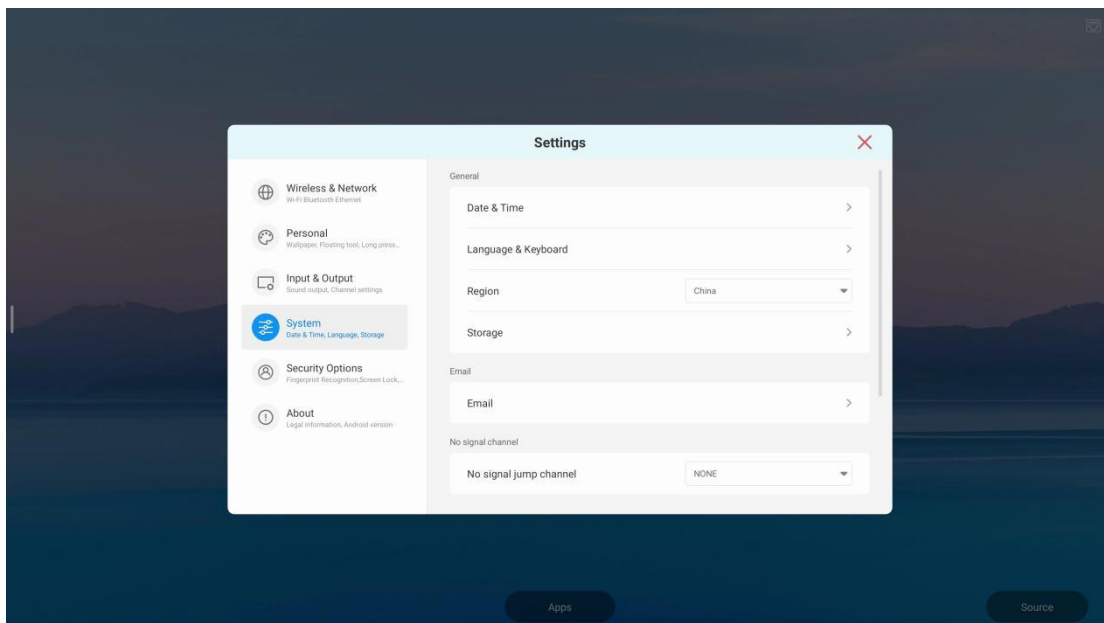 Settings
Wireless & Network
Wi-Fi Bluetooth Ethernet
Personal
Wallpaper, Floating tool, Long press...
Input & Output
Sound output, Channel settings
System
Date & Time, Language, Storage
Security Options
Fingerprint Recognition,Screen Lock,...
About
Legal information, Android version
General
Date & Time
Language & Keyboard
Region China
Storage
Email
Email
No signal channel
No signal jump channel NONE
Apps
Source